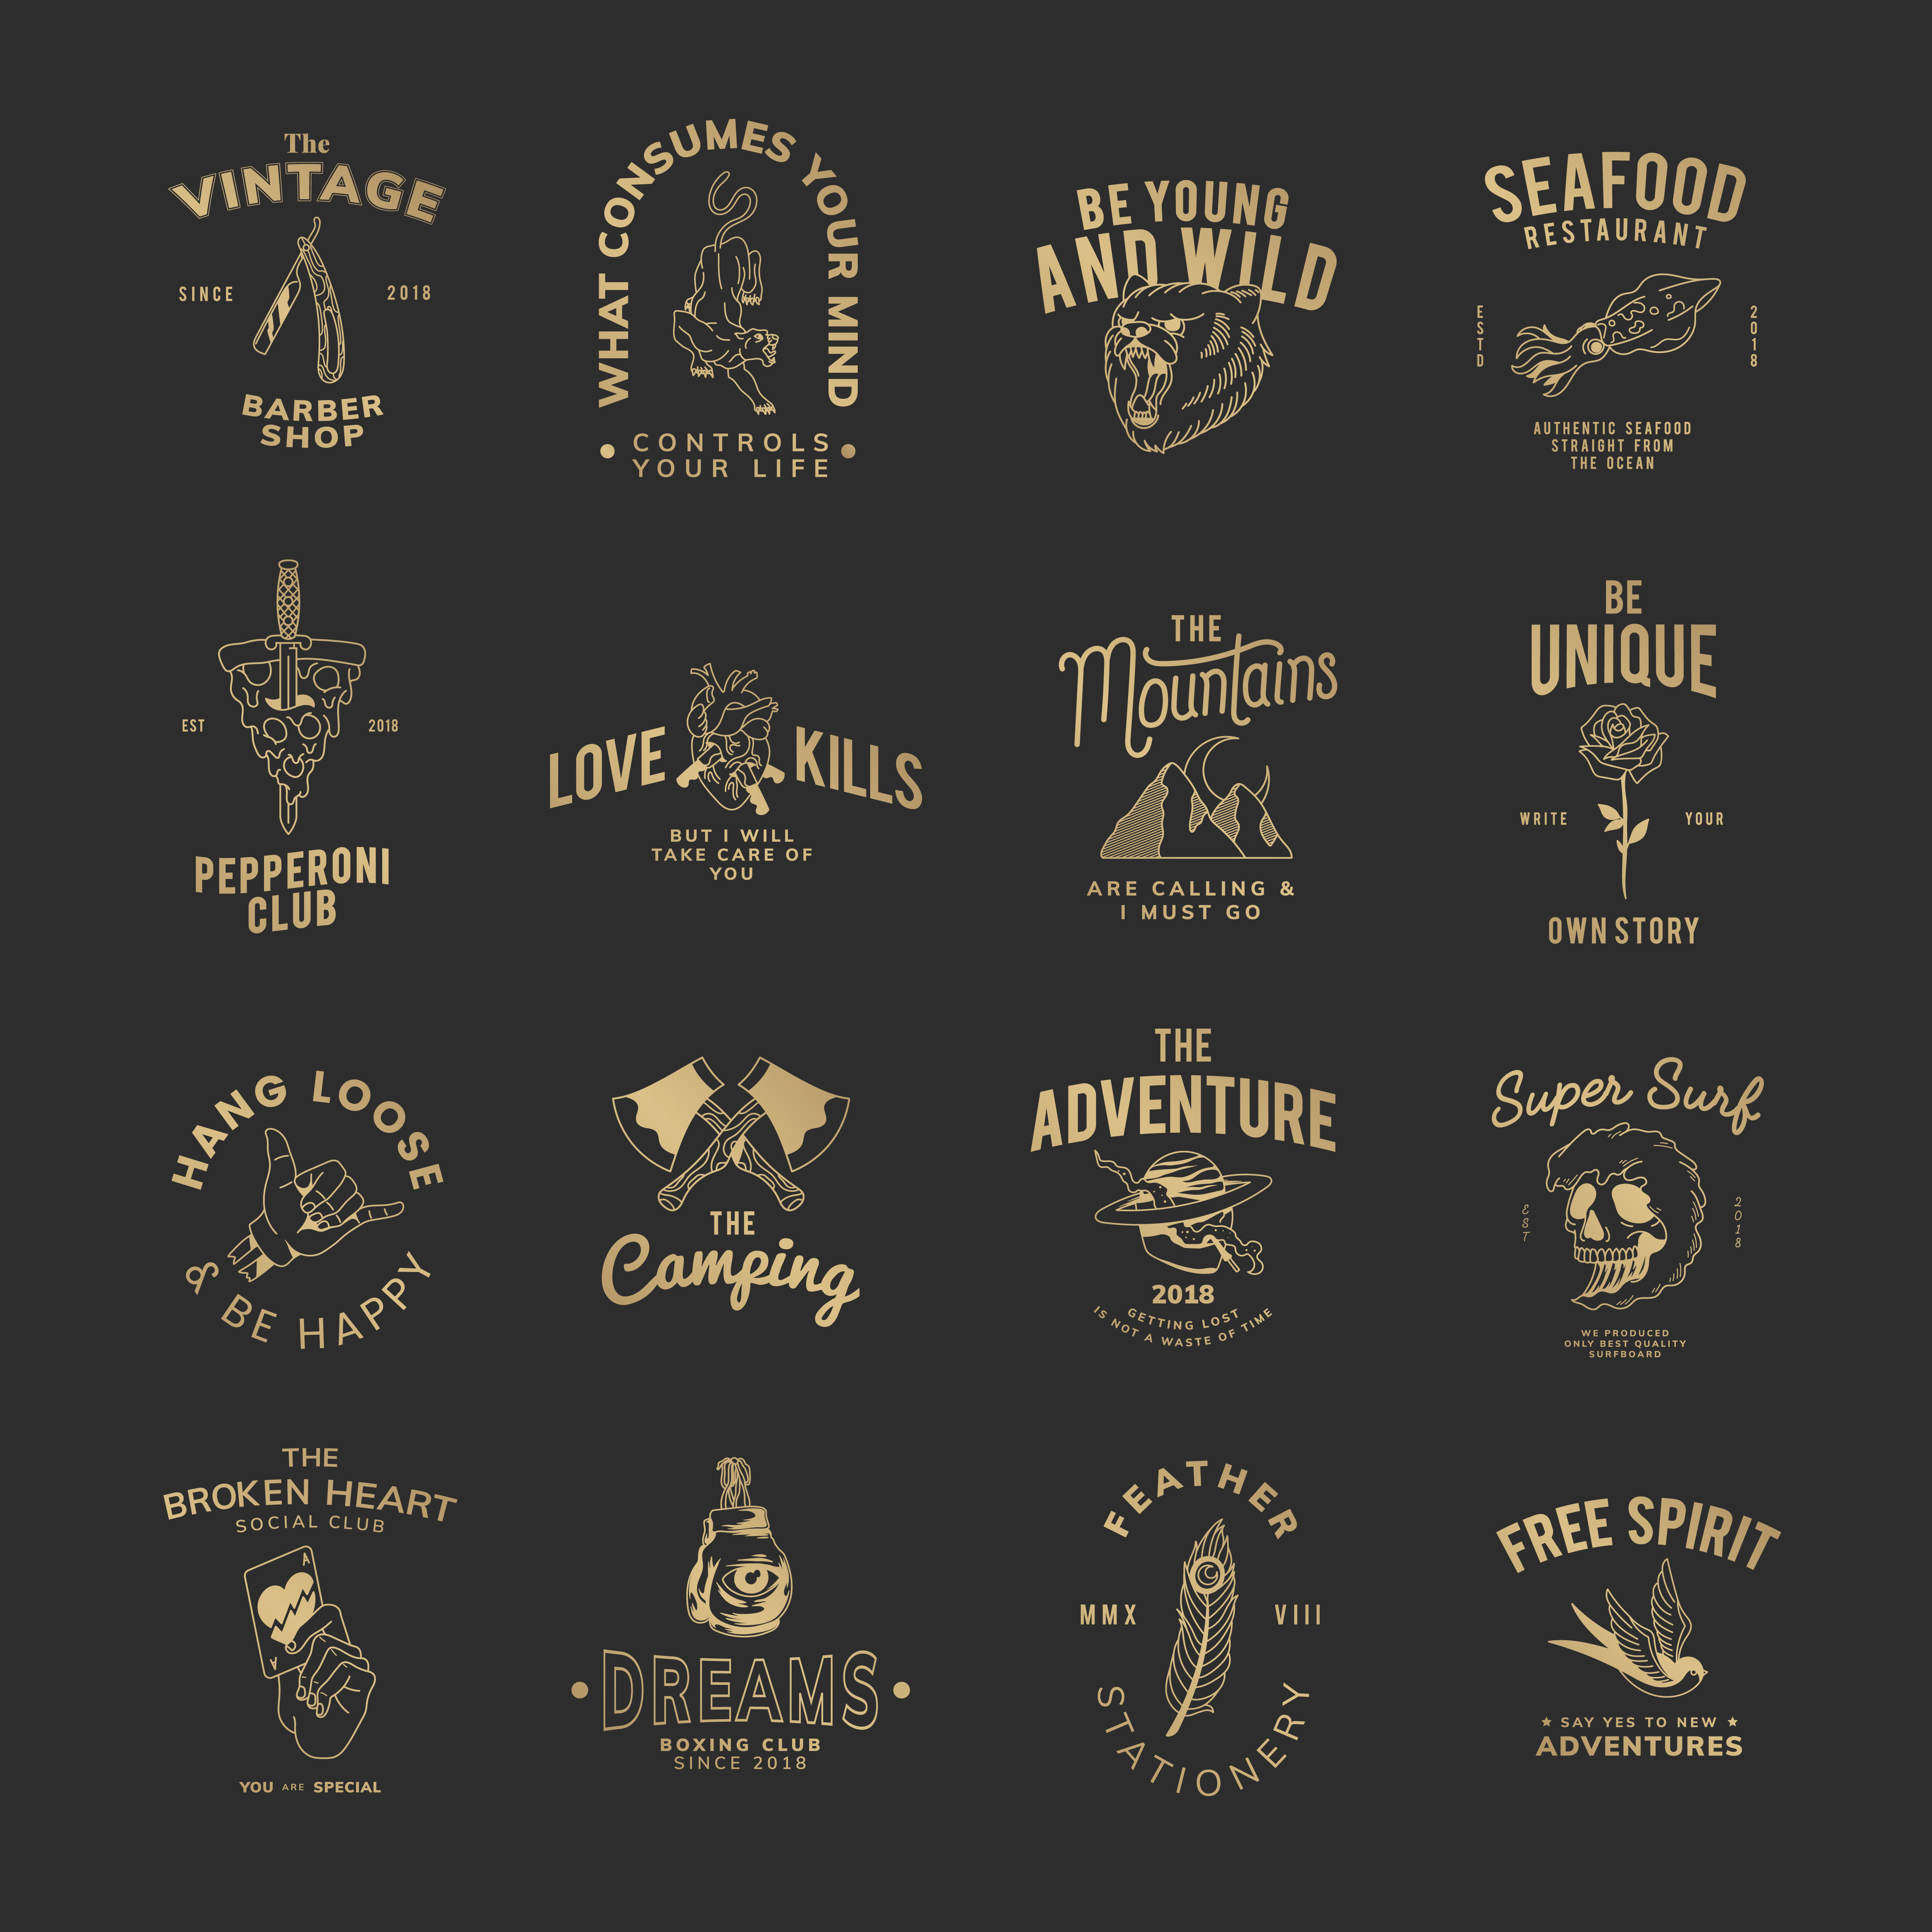 The
VINTAGE
SINCE 2018
BARBER
SHOP
WHAT CONSUMES YOUR MIND
CONTROLS
YOUR LIFE
BE YOUNG
AND WILD
SEAFOOD
RESTAURANT
ESTD 2018
AUTHENTIC SEAFOOD
STRAIGHT FROM
THE OCEAN
EST 2018
PEPPERONI
CLUB
LOVE KILLS
BUT I WILL
TAKE CARE OF
YOU
THE
Mountains
ARE CALLING &
I MUST GO
BE
UNIQUE
WRITE YOUR
OWN STORY
HANG LOOSE
& BE HAPPY
THE
Camping
THE
ADVENTURE
2018
GETTING LOST
IS NOT A WASTE OF TIME
Super Surf
EST 2018
WE PRODUCED
ONLY BEST QUALITY
SURFBOARD
THE
BROKEN HEART
SOCIAL CLUB
A
A
YOU ARE SPECIAL
DREAMS
BOXING CLUB
SINCE 2018
FEATHER
MMX VIII
STATIONERY
FREE SPIRIT
SAY YES TO NEW
ADVENTURES